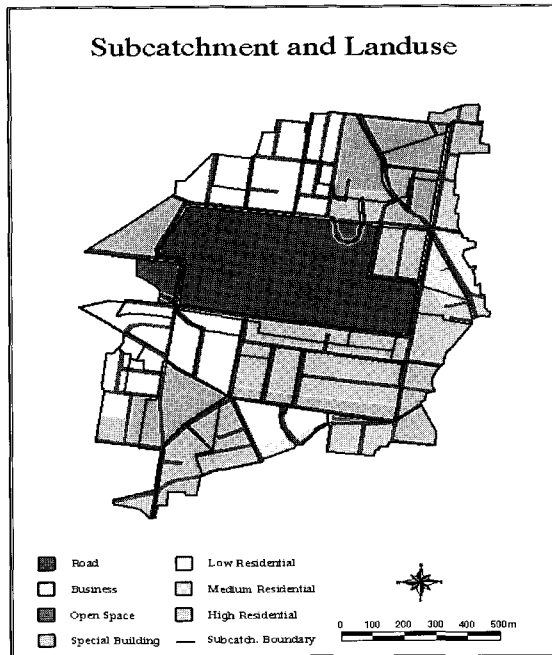 Subcatchment and Landuse
Road
Business
Open Space
Special Building
Low Residential
Medium Residential
High Residential
Subcatch. Boundary
0 100 200 300 400 500m